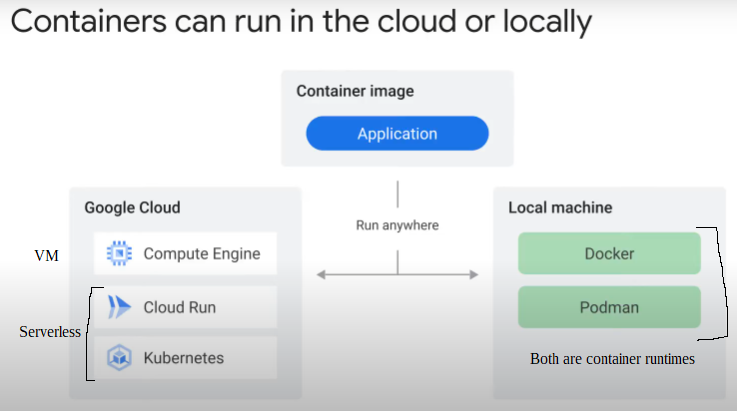 Containers can run in the cloud or locally
Container image
Application
Run anywhere
Google Cloud
VM
Compute Engine
Serverless
Cloud Run
Kubernetes
Local machine
Docker
Podman
Both are container runtimes